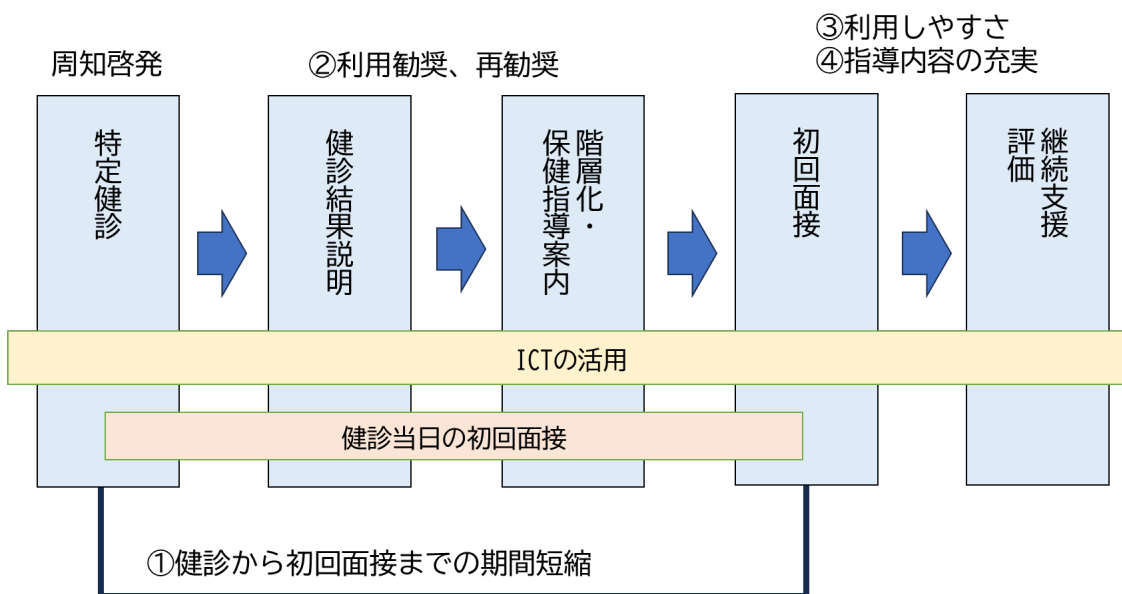 周知啓発
②利用勧奨、再勧奨
③利用しやすさ
④指導内容の充実
特定健診
健診結果説明
階層化・
保健指導案内
初回面接
継続支援
評価
ICTの活用
健診当日の初回面接
①健診から初回面接までの期間短縮